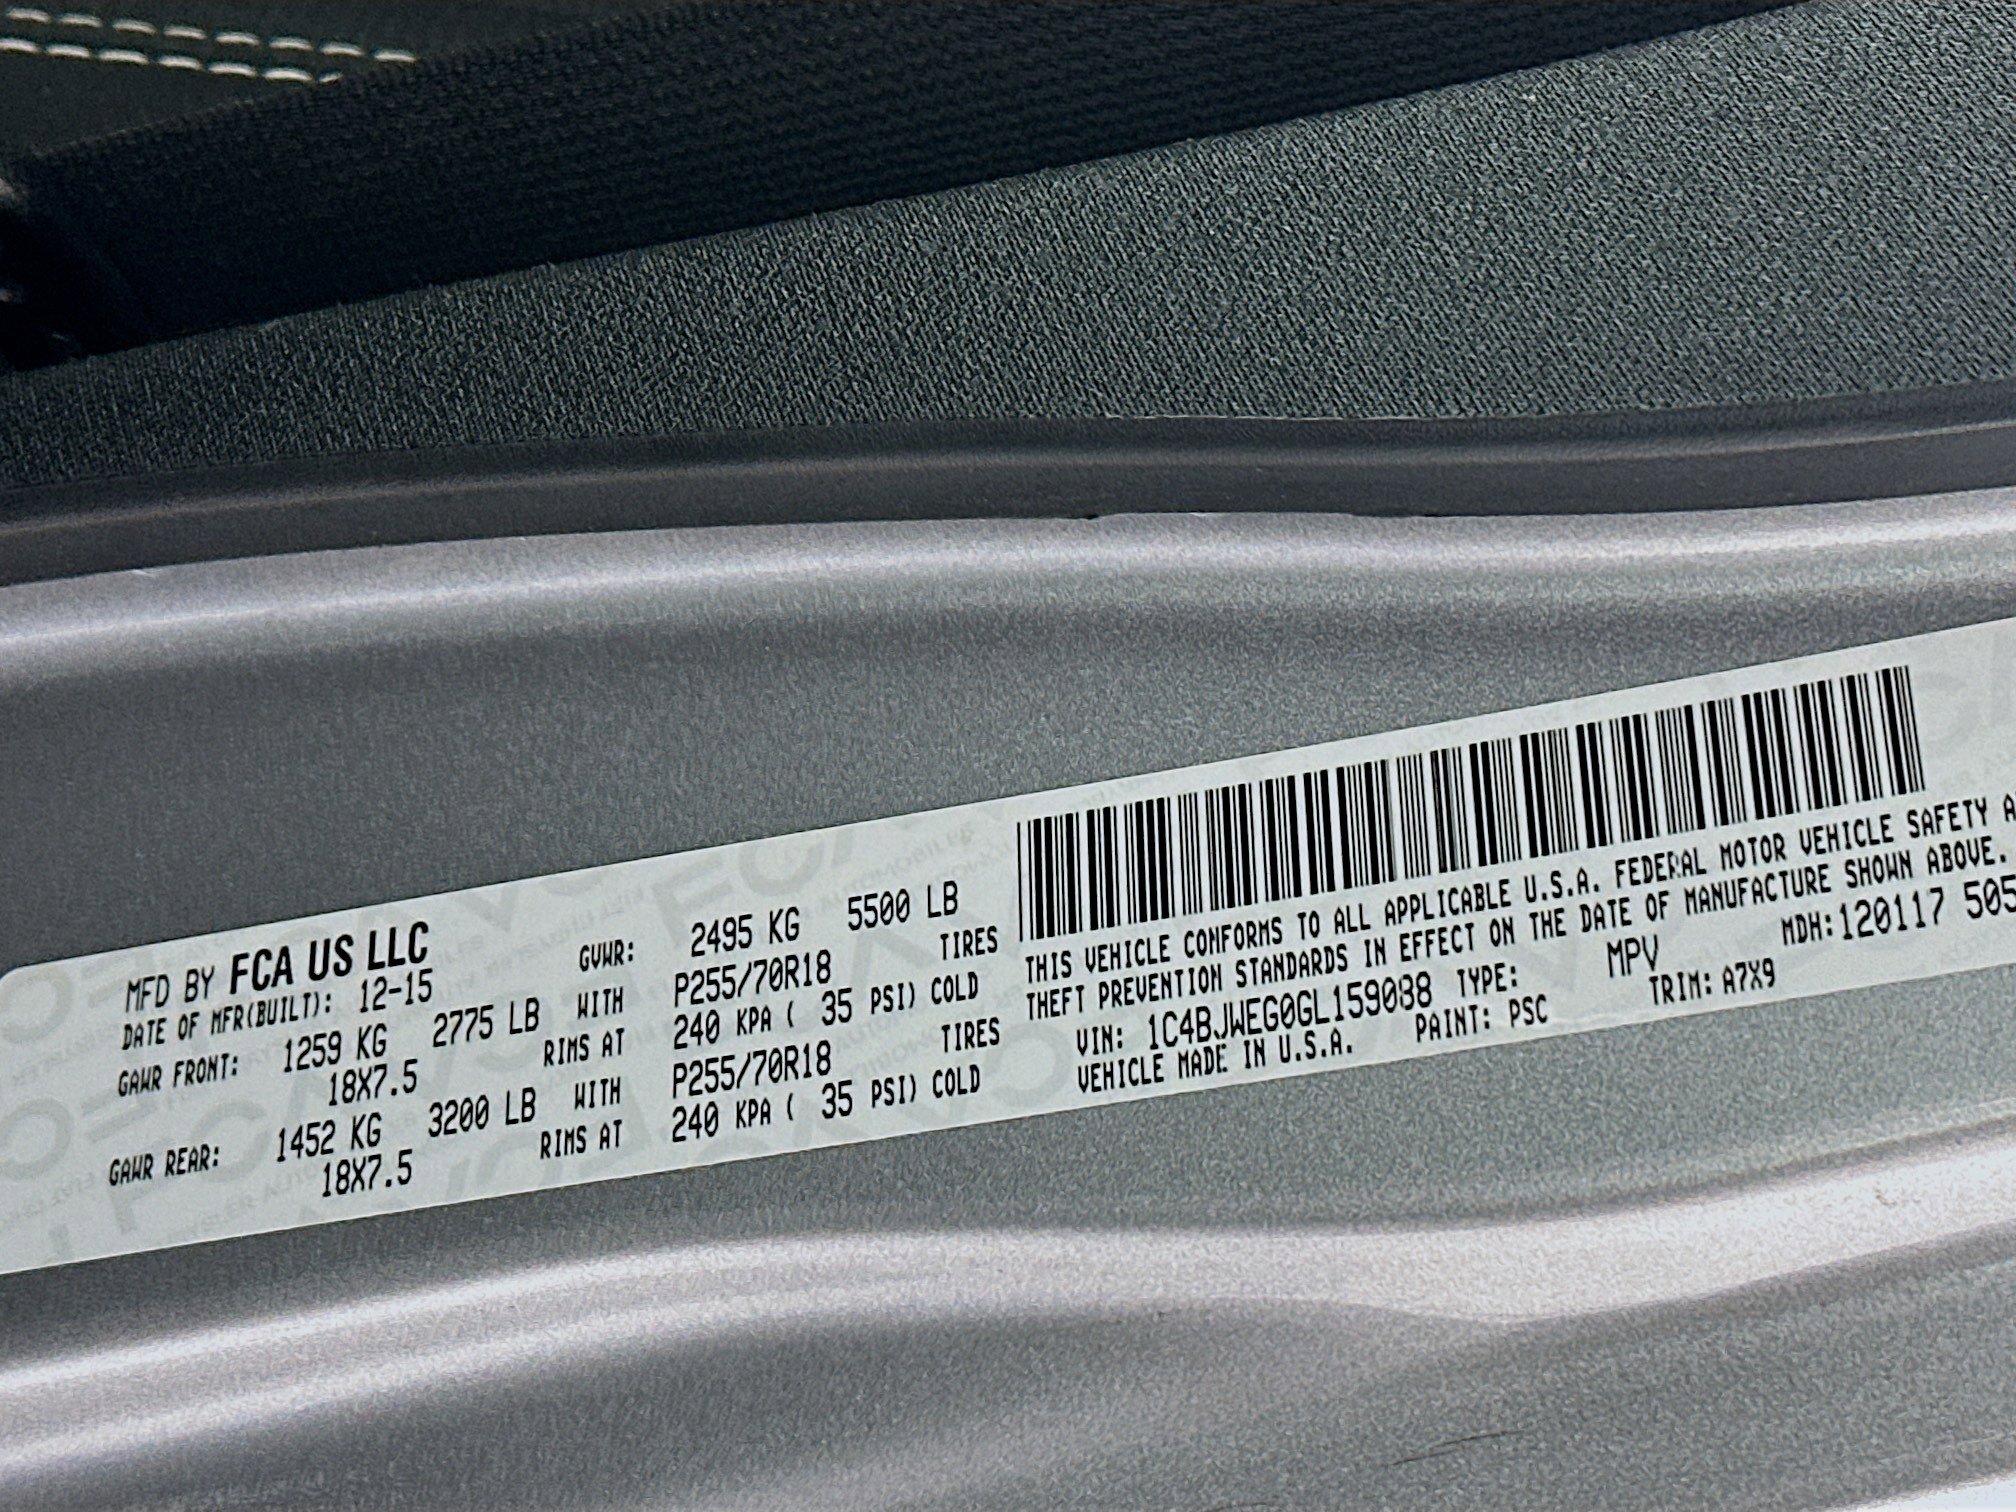 MFD BY FCA US LLC
DATE OF MFR(BUILT): 12-15 GVWR: 2495 KG 5500 LB
GAWR FRONT: 1259 KG 2775 LB WITH P255/70R18 TIRES
18X7.5 RIMS AT 240 KPA ( 35 PSI) COLD
GAWR REAR: 1452 KG 3200 LB WITH P255/70R18 TIRES
18X7.5 RIMS AT 240 KPA ( 35 PSI) COLD
THIS VEHICLE CONFORMS TO ALL APPLICABLE U.S.A. FEDERAL MOTOR VEHICLE SAFETY
THEFT PREVENTION STANDARDS IN EFFECT ON THE DATE OF MANUFACTURE SHOWN ABOVE.
VIN: 1C4BJWEG0GL159088 TYPE: MPV MDH: 120117 505
VEHICLE MADE IN U.S.A. PAINT: PSC TRIM: A7X9